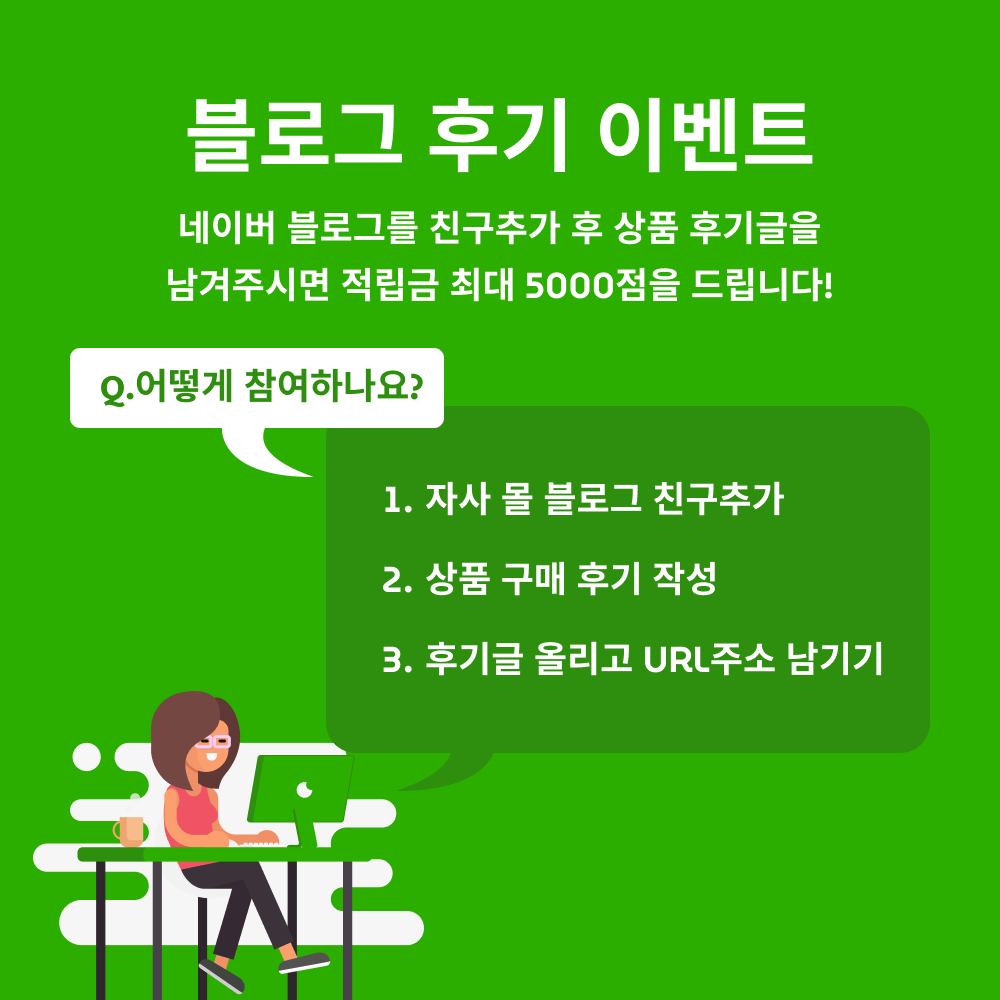 블로그 후기 이벤트
네이버 블로그를 친구추가 후 상품 후기글을
남겨주시면 적립금 최대 5000점을 드립니다!
Q.어떻게 참여하나요?
1. 자사 몰 블로그 친구추가
2. 상품 구매 후기 작성
3. 후기글 올리고 URL주소 남기기